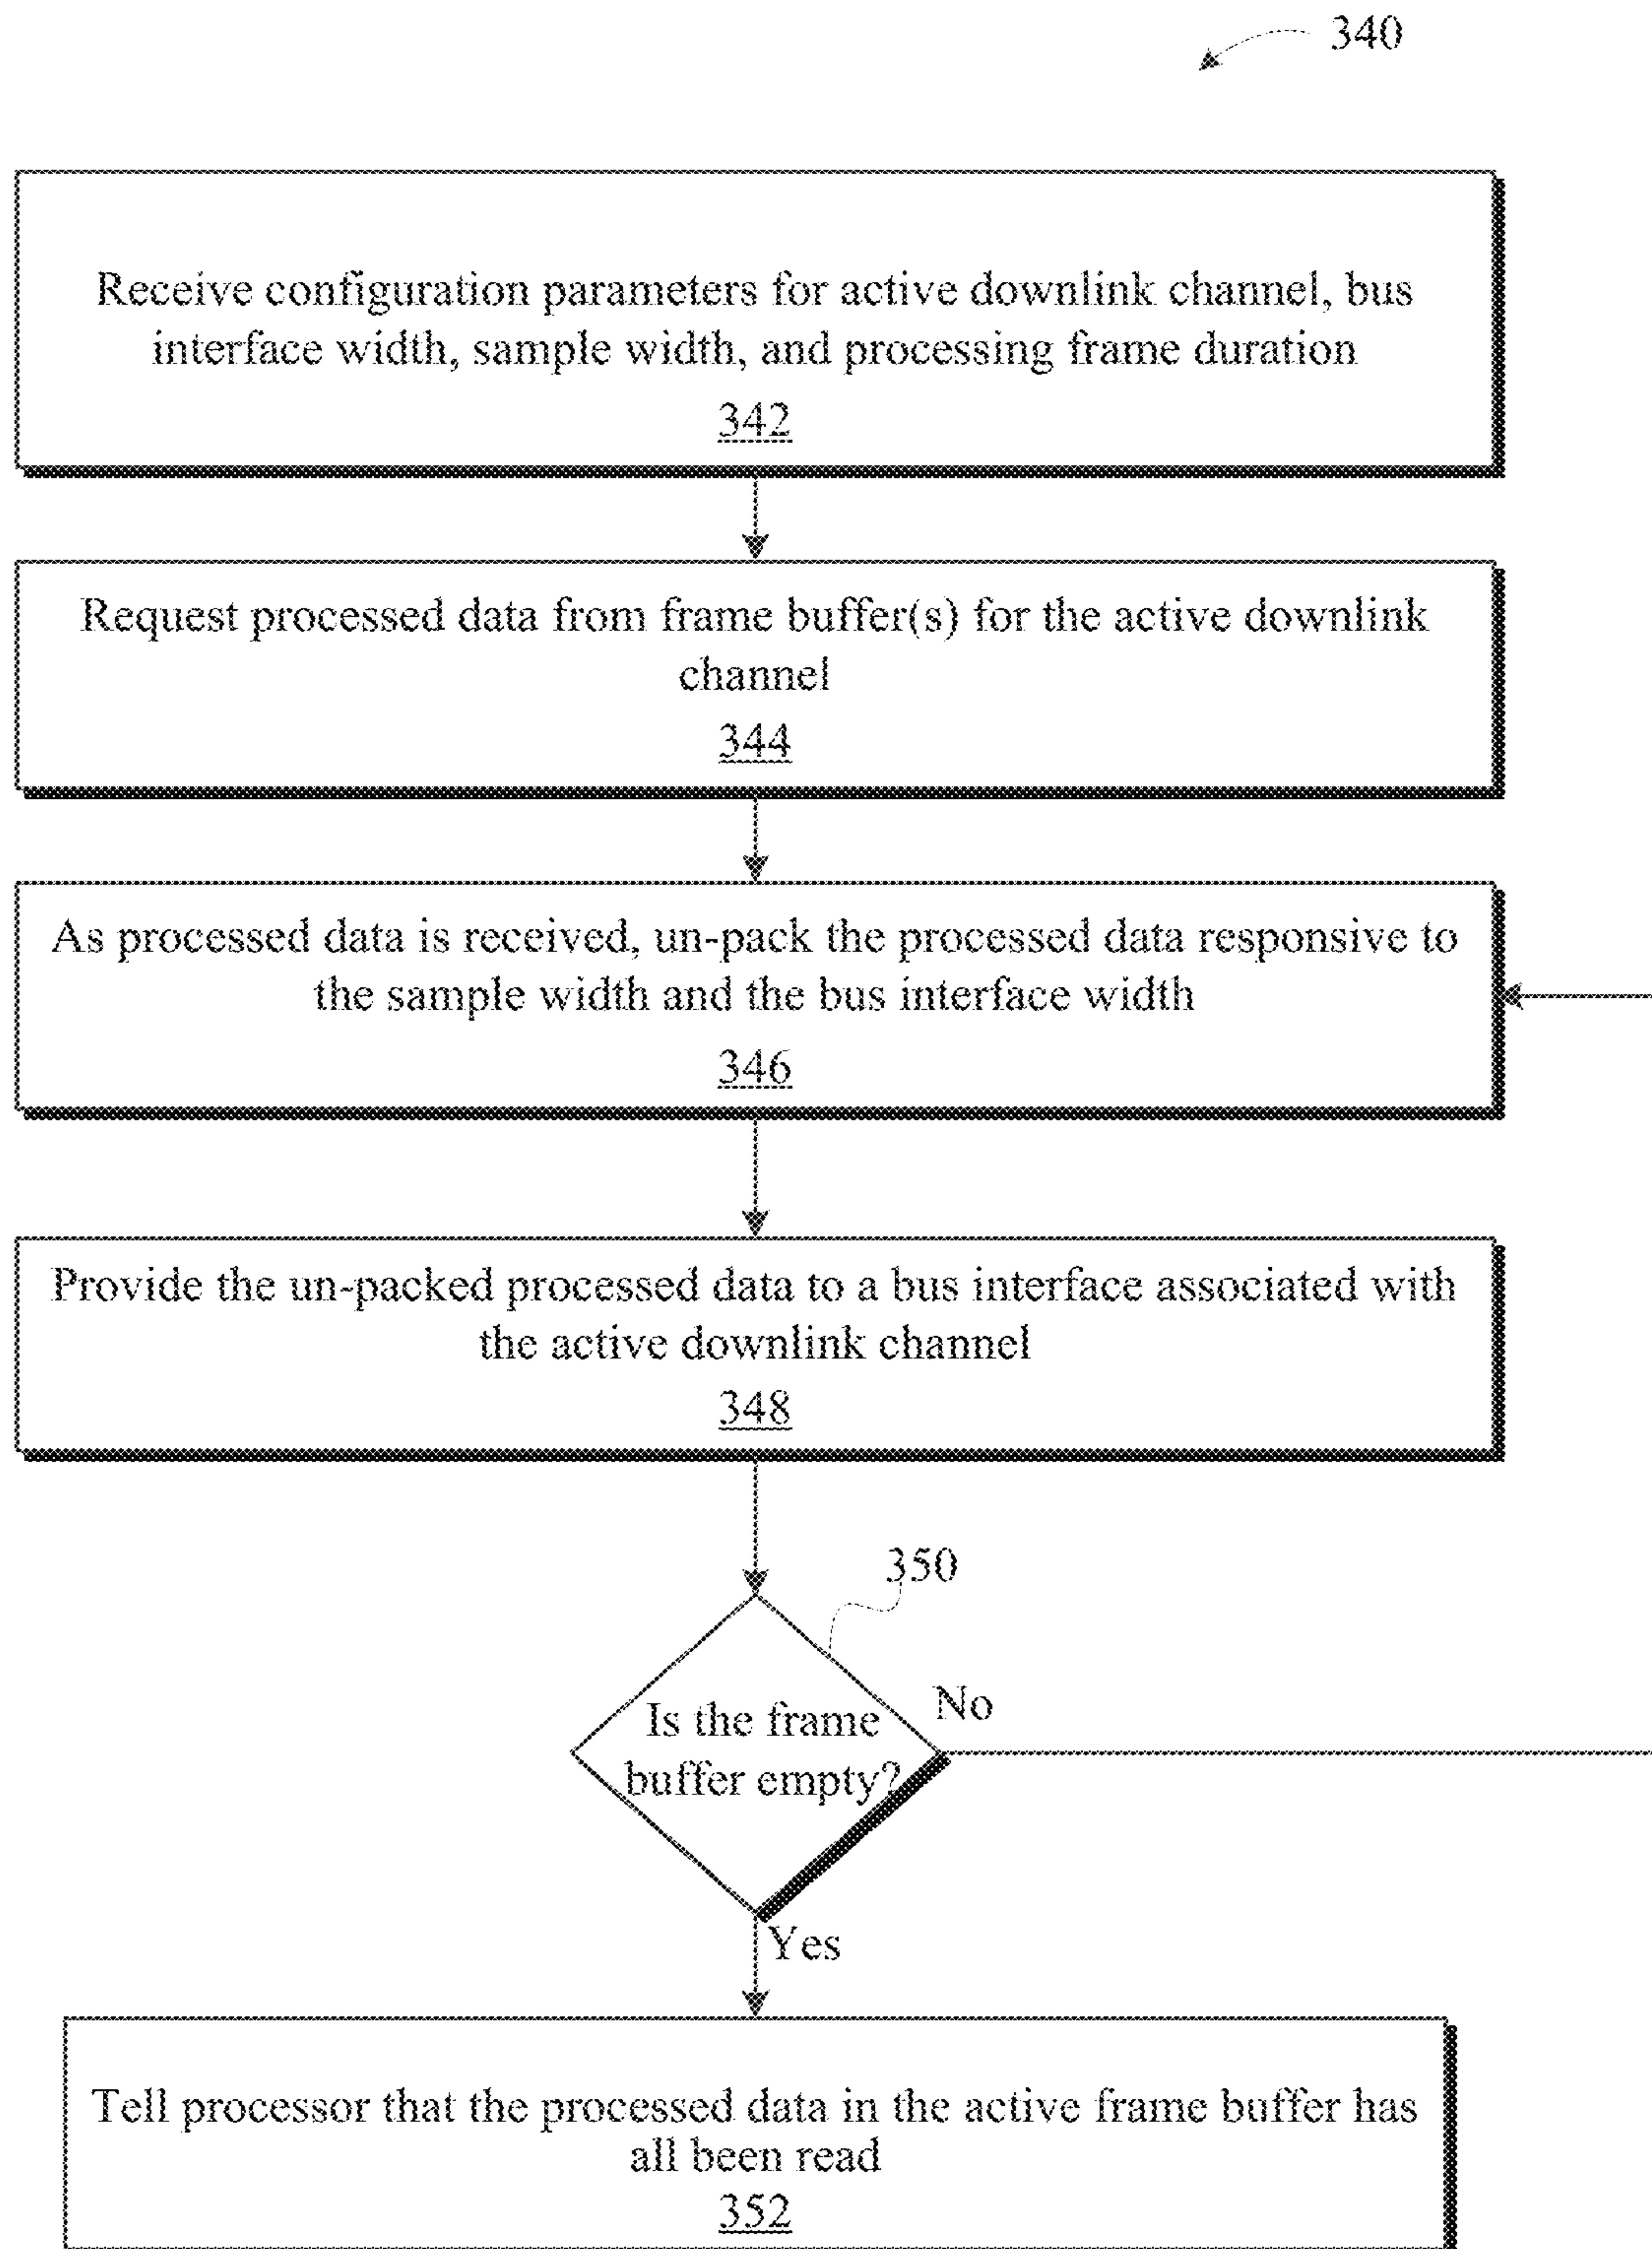 340
Receive configuration parameters for active downlink channel, bus
interface width, sample width, and processing frame duration
342
Request processed data from frame buffer(s) for the active downlink
channel
344
As processed data is received, un-pack the processed data responsive to
the sample width and the bus interface width
346
Provide the un-packed processed data to a bus interface associated with
the active downlink channel
348
350
Is the frame
buffer empty?
No
Yes
Tell processor that the processed data in the active frame buffer has
all been read
352